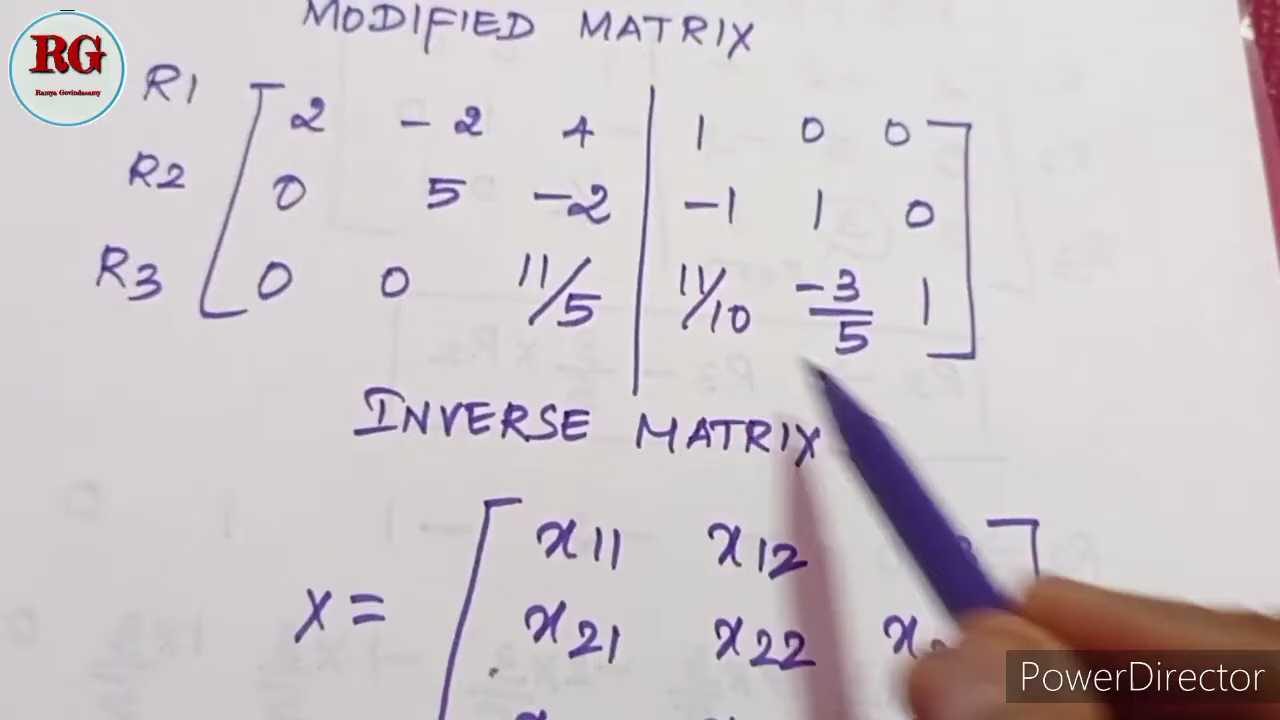 RG
Ramya Govindasamy
MODIFIED MATRIX
R1 2 -2 4 1 0 0
R2 0 5 -2 -1 1 0
R3 0 0 11/5 11/10 -3/5 1
INVERSE MATRIX
x11 x12
X = x21 x22 x
PowerDirector